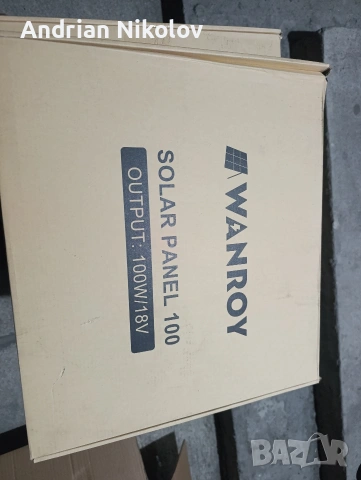 Andrian Nikolov
WANROY
SOLAR PANEL 100
OUTPUT: 100W/18V
BAZAR